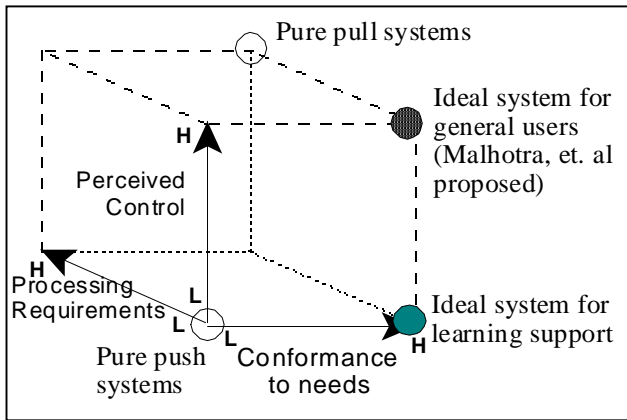 Pure pull systems
Ideal system for
general users
(Malhotra, et. al
proposed)
H
Perceived
Control
H
Processing
Requirements
L
L
L
H
Ideal system for
learning support
Pure push
systems
Conformance
to needs